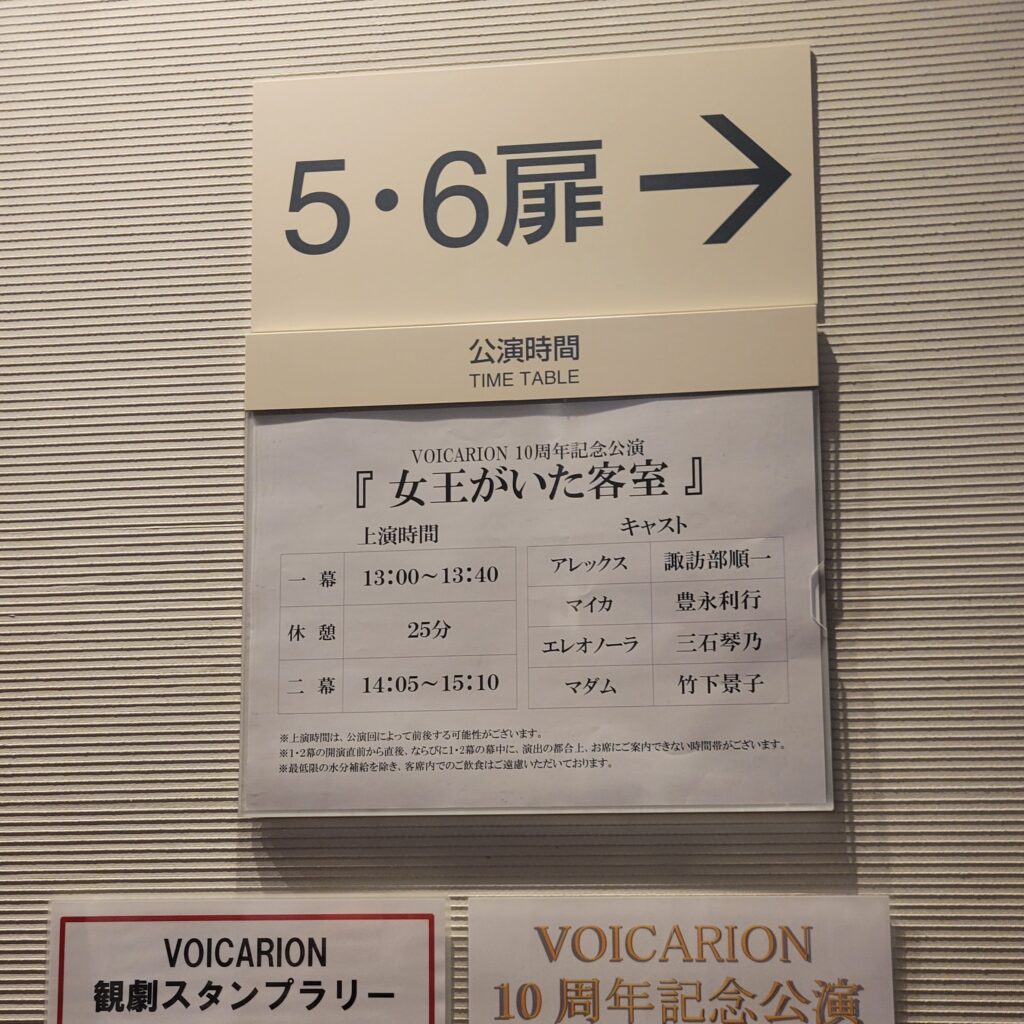 5・6扉→
公演時間
TIME TABLE
VOICARION 10周年記念公演
『 女王がいた客室 』
上演時間
一 幕 13:00～13:40
休 憩 25分
二 幕 14:05～15:10
キャスト
アレックス 諏訪部順一
マイカ 豊永利行
エレオノーラ 三石琴乃
マダム 竹下景子
※上演時間は、公演回によって前後する可能性がございます。
※1・2幕の開演直前から直後、ならびに1・2幕の幕中に、演出の都合上、お席にご案内できない時間帯がございます。
※最低限の水分補給を除き、客席内でのご飲食はご遠慮いただいております。
VOICARION
観劇スタンプラリー
VOICARION
10 周年記念公演